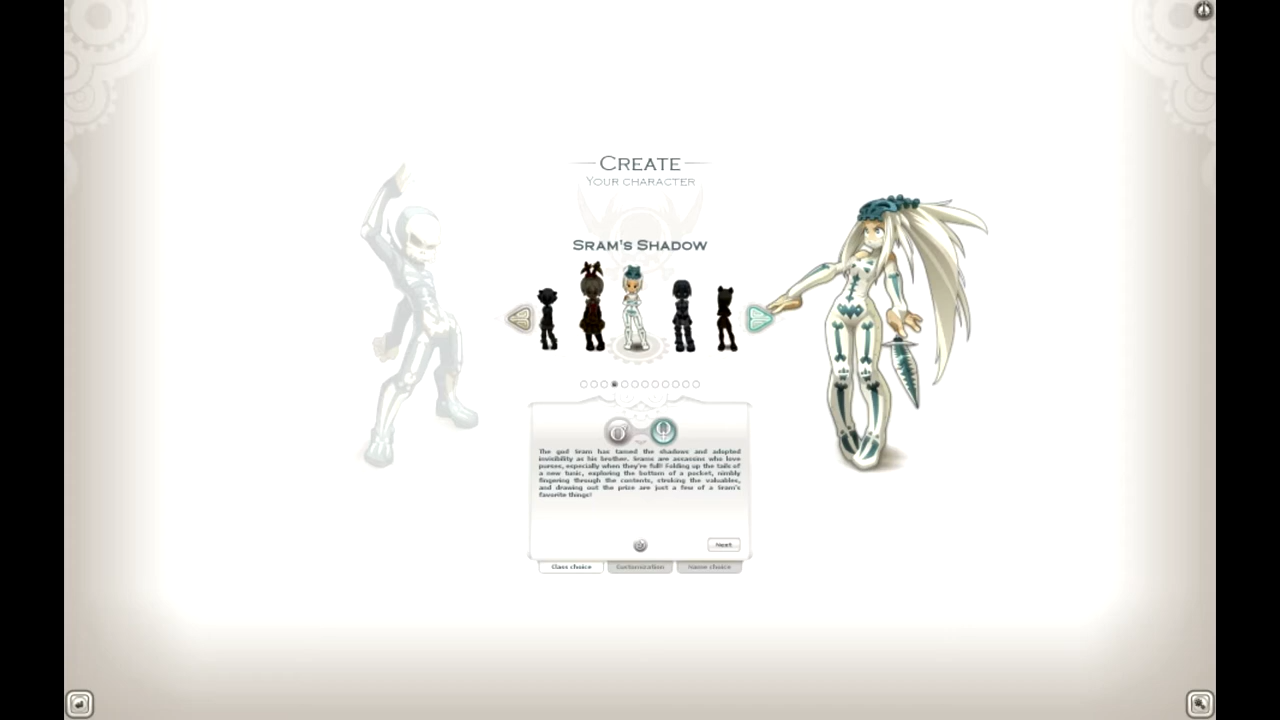 CREATE
YOUR CHARACTER
SRAM'S SHADOW
The god Sram has tamed the shadows and adopted
invisibility as his brother. Srams are assassins who love
purses, especially when they're full! Folding up the tails of
a new tunic, exploring the bottom of a pocket, nimbly
fingering through the contents, stroking the valuables,
and drawing out the prize are just a few of a Sram's
favorite things!
Next
Class choice
Customization
Name choice